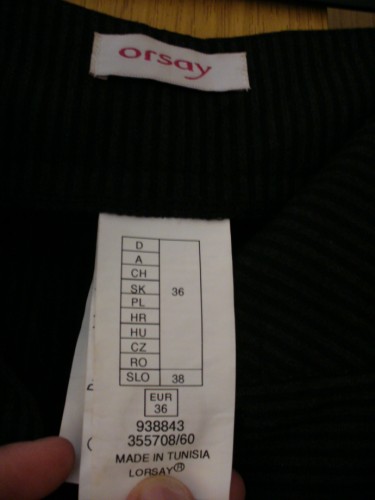 orsay
D
A
CH
SK 36
PL
HR
HU
CZ
RO
SLO 38
EUR
36
938843
355708/60
MADE IN TUNISIA
LORSAY®